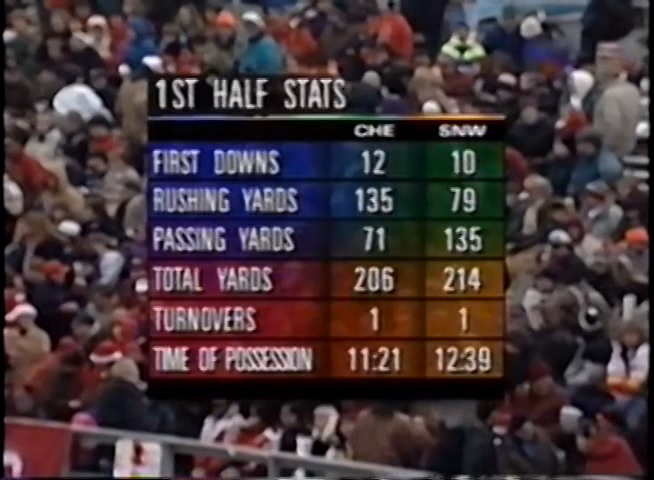 1ST HALF STATS
CHE SNW
FIRST DOWNS 12 10
RUSHING YARDS 135 79
PASSING YARDS 71 135
TOTAL YARDS 206 214
TURNOVERS 1 1
TIME OF POSSESSION 11:21 12:39